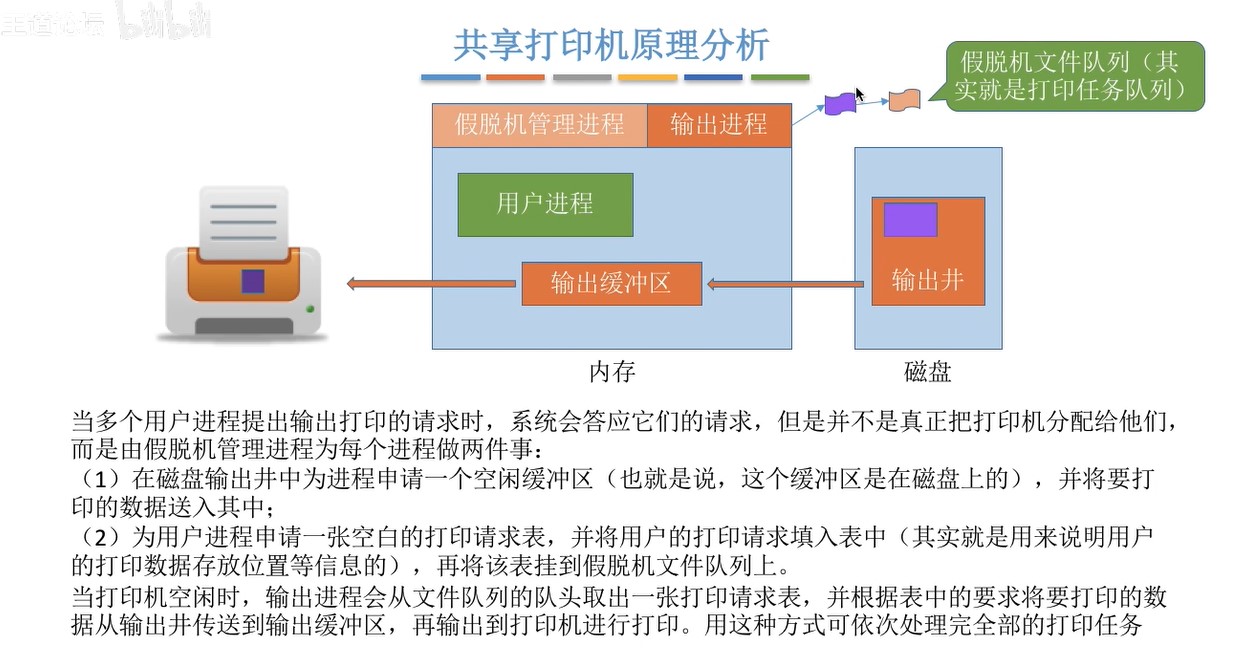 王道论坛 bilibili
共享打印机原理分析
假脱机文件队列（其
实就是打印任务队列）
假脱机管理进程
输出进程
用户进程
输出缓冲区
输出井
内存
磁盘
当多个用户进程提出输出打印的请求时，系统会答应它们的请求，但是并不是真正把打印机分配给他们，
而是由假脱机管理进程为每个进程做两件事：
（1）在磁盘输出井中为进程申请一个空闲缓冲区（也就是说，这个缓冲区是在磁盘上的），并将要打
印的数据送入其中；
（2）为用户进程申请一张空白的打印请求表，并将用户的打印请求填入表中（其实就是用来说明用户
的打印数据存放位置等信息的），再将该表挂到假脱机文件队列上。
当打印机空闲时，输出进程会从文件队列的队头取出一张打印请求表，并根据表中的要求将要打印的数
据从输出井传送到输出缓冲区，再输出到打印机进行打印。用这种方式可依次处理完全部的打印任务